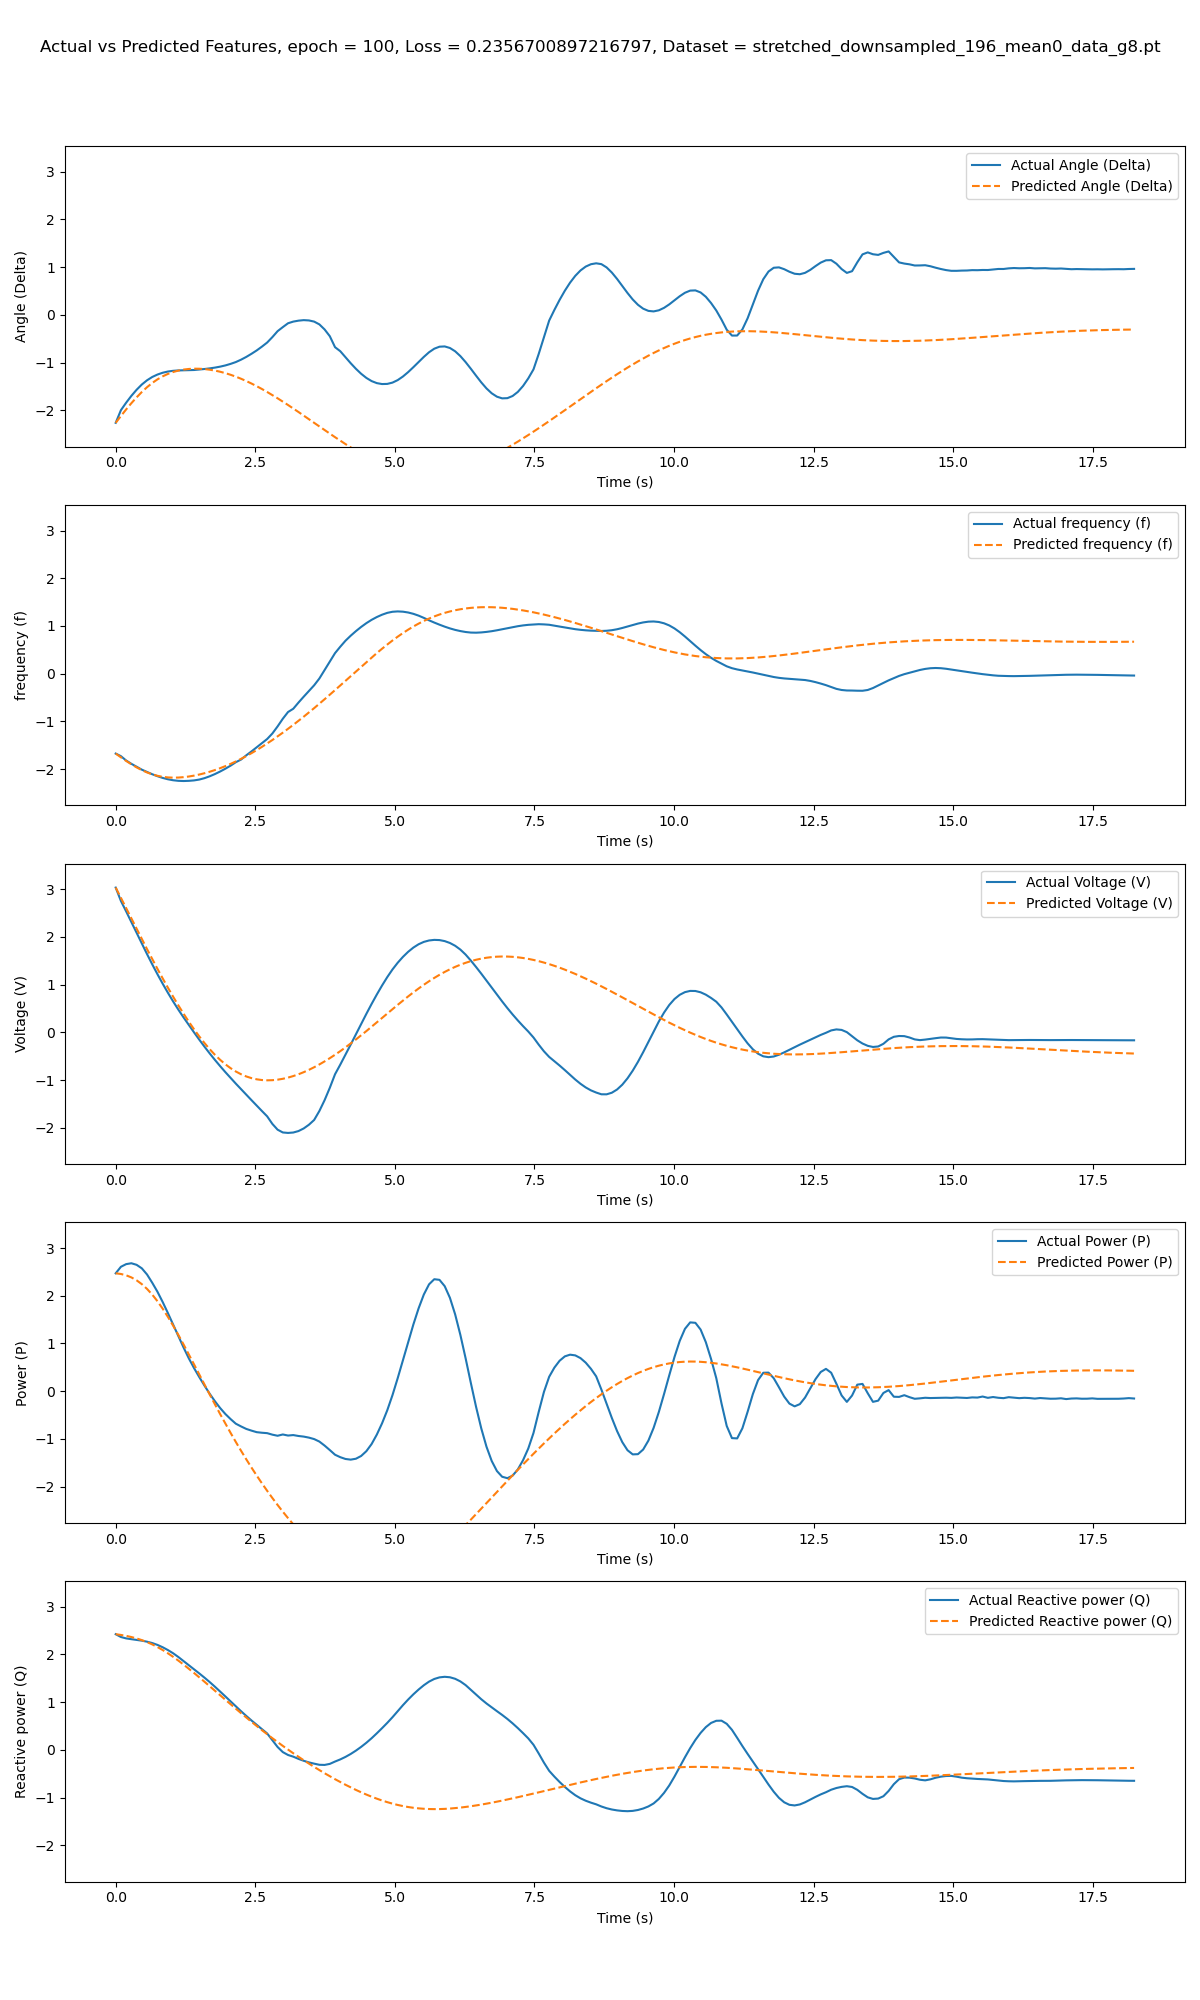 Actual vs Predicted Features, epoch = 100, Loss = 0.2356700897216797, Dataset = stretched_downsampled_196_mean0_data_g8.pt
Actual Angle (Delta)
Predicted Angle (Delta)
Angle (Delta)
3
2
1
0
−1
−2
0.0 2.5 5.0 7.5 10.0 12.5 15.0 17.5
Time (s)
Actual frequency (f)
Predicted frequency (f)
frequency (f)
3
2
1
0
−1
−2
0.0 2.5 5.0 7.5 10.0 12.5 15.0 17.5
Time (s)
Actual Voltage (V)
Predicted Voltage (V)
Voltage (V)
3
2
1
0
−1
−2
0.0 2.5 5.0 7.5 10.0 12.5 15.0 17.5
Time (s)
Actual Power (P)
Predicted Power (P)
Power (P)
3
2
1
0
−1
−2
0.0 2.5 5.0 7.5 10.0 12.5 15.0 17.5
Time (s)
Actual Reactive power (Q)
Predicted Reactive power (Q)
Reactive power (Q)
3
2
1
0
−1
−2
0.0 2.5 5.0 7.5 10.0 12.5 15.0 17.5
Time (s)